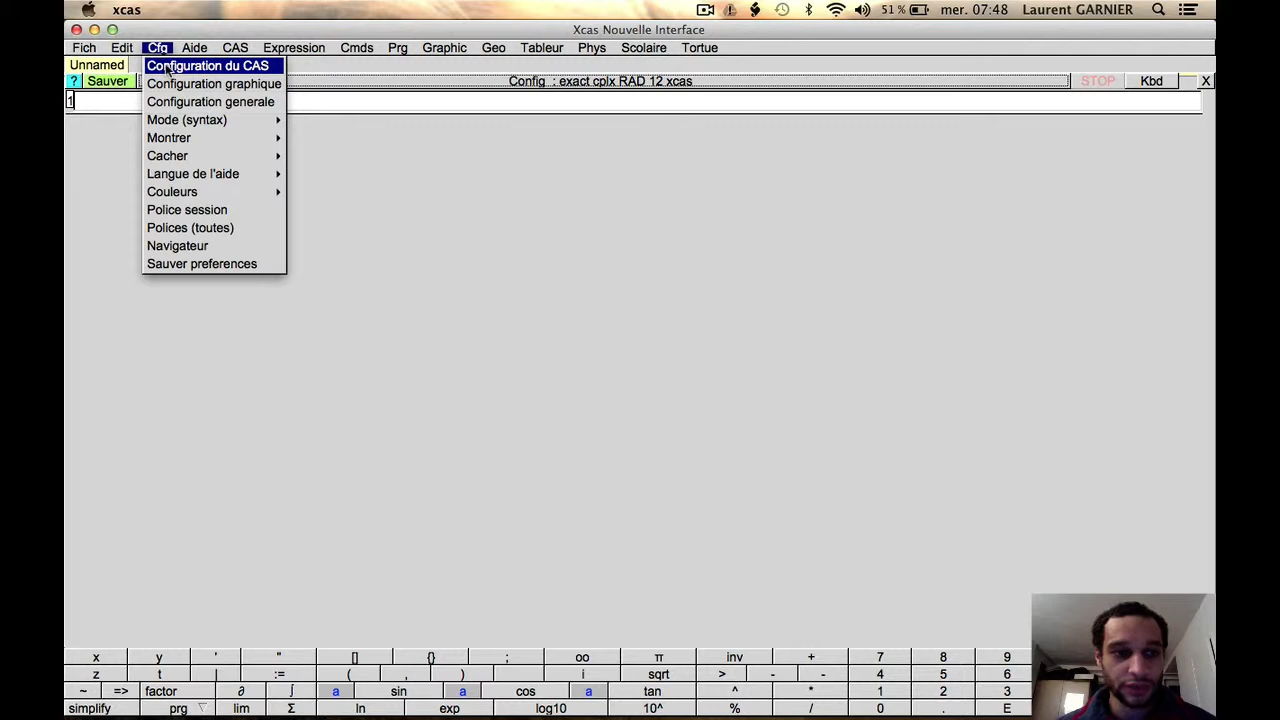 xcas 51 % mer. 07:48 Laurent GARNIER
Xcas Nouvelle Interface
Fich Edit Cfg Aide CAS Expression Cmds Prg Graphic Geo Tableur Phys Scolaire Tortue
Unnamed
? Sauver Config : exact cplx RAD 12 xcas STOP Kbd X
1
Configuration du CAS
Configuration graphique
Configuration generale
Mode (syntax)
Montrer
Cacher
Langue de l'aide
Couleurs
Police session
Polices (toutes)
Navigateur
Sauver preferences
x y ' " [] {} ; oo π inv + 7 8 9
z t | := ( , ) i sqrt > - - 4 5 6
~ => factor ∂ ∫ a sin a cos a tan ^ * 1 2 3
simplify prg lim Σ ln exp log10 10^ % / 0 . E